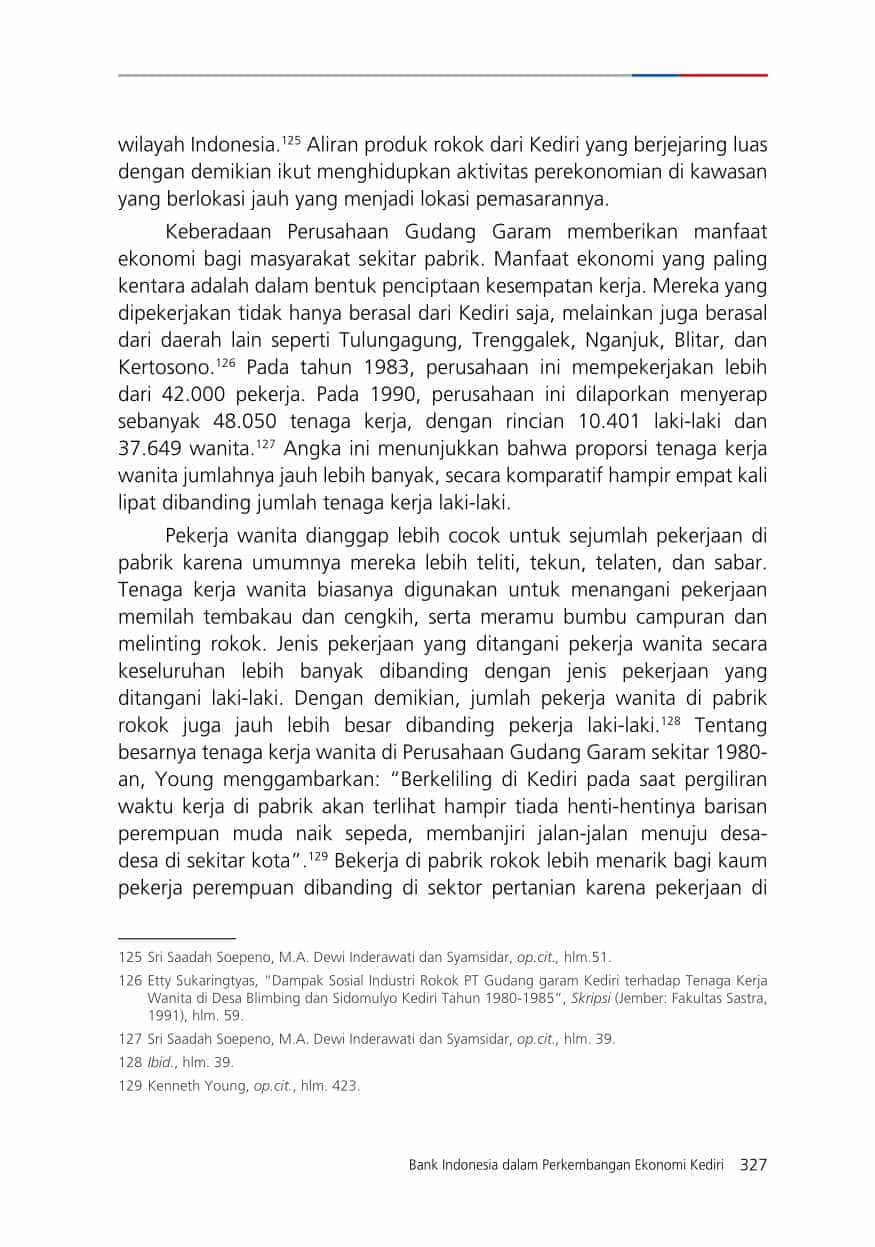 wilayah Indonesia.125 Aliran produk rokok dari Kediri yang berjejaring luas
dengan demikian ikut menghidupkan aktivitas perekonomian di kawasan
yang berlokasi jauh yang menjadi lokasi pemasarannya.
Keberadaan Perusahaan Gudang Garam memberikan manfaat
ekonomi bagi masyarakat sekitar pabrik. Manfaat ekonomi yang paling
kentara adalah dalam bentuk penciptaan kesempatan kerja. Mereka yang
dipekerjakan tidak hanya berasal dari Kediri saja, melainkan juga berasal
dari daerah lain seperti Tulungagung, Trenggalek, Nganjuk, Blitar, dan
Kertosono.126 Pada tahun 1983, perusahaan ini mempekerjakan lebih
dari 42.000 pekerja. Pada 1990, perusahaan ini dilaporkan menyerap
sebanyak 48.050 tenaga kerja, dengan rincian 10.401 laki-laki dan
37.649 wanita.127 Angka ini menunjukkan bahwa proporsi tenaga kerja
wanita jumlahnya jauh lebih banyak, secara komparatif hampir empat kali
lipat dibanding jumlah tenaga kerja laki-laki.
Pekerja wanita dianggap lebih cocok untuk sejumlah pekerjaan di
pabrik karena umumnya mereka lebih teliti, tekun, telaten, dan sabar.
Tenaga kerja wanita biasanya digunakan untuk menangani pekerjaan
memilah tembakau dan cengkih, serta meramu bumbu campuran dan
melinting rokok. Jenis pekerjaan yang ditangani pekerja wanita secara
keseluruhan lebih banyak dibanding dengan jenis pekerjaan yang
ditangani laki-laki. Dengan demikian, jumlah pekerja wanita di pabrik
rokok juga jauh lebih besar dibanding pekerja laki-laki.128 Tentang
besarnya tenaga kerja wanita di Perusahaan Gudang Garam sekitar 1980-
an, Young menggambarkan: “Berkeliling di Kediri pada saat pergiliran
waktu kerja di pabrik akan terlihat hampir tiada henti-hentinya barisan
perempuan muda naik sepeda, membanjiri jalan-jalan menuju desa-
desa di sekitar kota”.129 Bekerja di pabrik rokok lebih menarik bagi kaum
pekerja perempuan dibanding di sektor pertanian karena pekerjaan di
125 Sri Saadah Soepeno, M.A. Dewi Inderawati dan Syamsidar, op.cit., hlm.51.
126 Etty Sukaringtyas, “Dampak Sosial Industri Rokok PT Gudang garam Kediri terhadap Tenaga Kerja
Wanita di Desa Blimbing dan Sidomulyo Kediri Tahun 1980-1985”, Skripsi (Jember: Fakultas Sastra,
1991), hlm. 59.
127 Sri Saadah Soepeno, M.A. Dewi Inderawati dan Syamsidar, op.cit., hlm. 39.
128 Ibid., hlm. 39.
129 Kenneth Young, op.cit., hlm. 423.
Bank Indonesia dalam Perkembangan Ekonomi Kediri 327